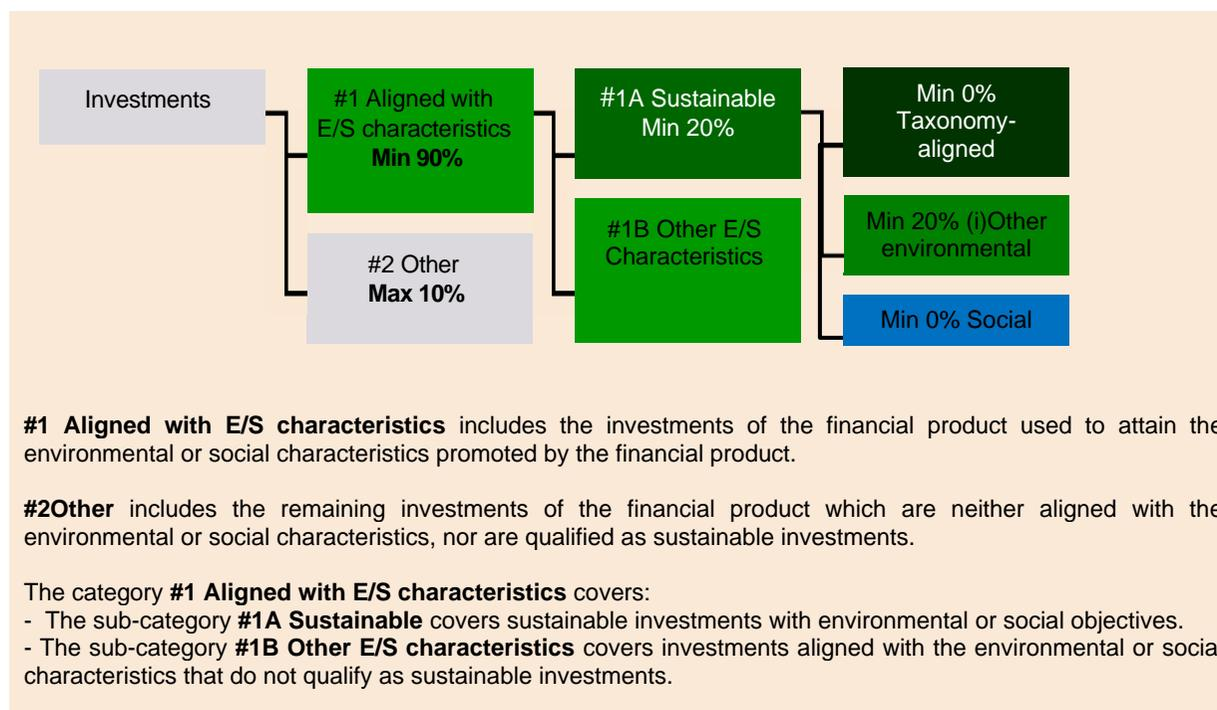 Investments
#1 Aligned with
E/S characteristics
Min 90%
#2 Other
Max 10%
#1A Sustainable
Min 20%
#1B Other E/S
Characteristics
Min 0%
Taxonomy-
aligned
Min 20% (i)Other
environmental
Min 0% Social
#1 Aligned with E/S characteristics includes the investments of the financial product used to attain the
environmental or social characteristics promoted by the financial product.
#2Other includes the remaining investments of the financial product which are neither aligned with the
environmental or social characteristics, nor are qualified as sustainable investments.
The category #1 Aligned with E/S characteristics covers:
- The sub-category #1A Sustainable covers sustainable investments with environmental or social objectives.
- The sub-category #1B Other E/S characteristics covers investments aligned with the environmental or socia
characteristics that do not qualify as sustainable investments.